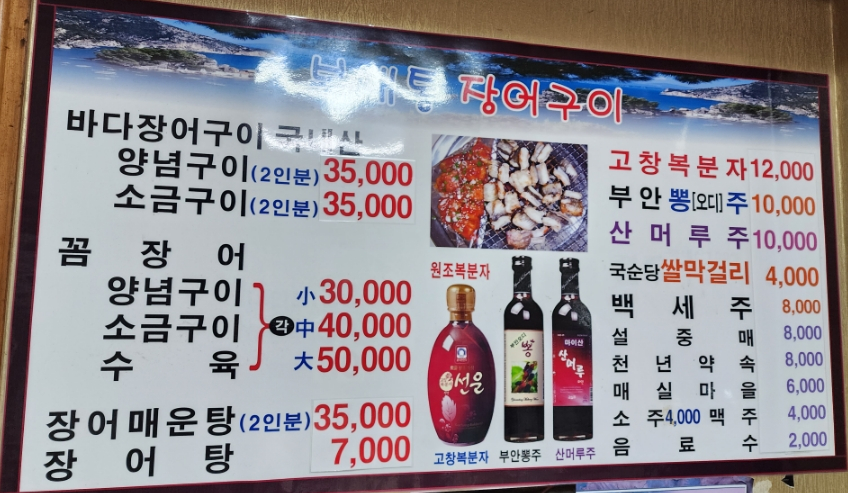 장어구이
바다장어구이 국내산
양념구이(2인분) 35,000
소금구이(2인분) 35,000
꼼 장 어
양념구이
소금구이
수 육
각
小 30,000
中 40,000
大 50,000
장어매운탕(2인분) 35,000
장 어 탕 7,000
원조복분자
선운
뽕
마이산
산머루
고창복분자 부안뽕주 산머루주
고창복분자 12,000
부안뽕[오디]주 10,000
산머루주 10,000
국순당쌀막걸리 4,000
백 세 주 8,000
설 중 매 8,000
천 년 약 속 8,000
매 실 마 을 6,000
소 주 4,000 맥 주 4,000
음 료 수 2,000